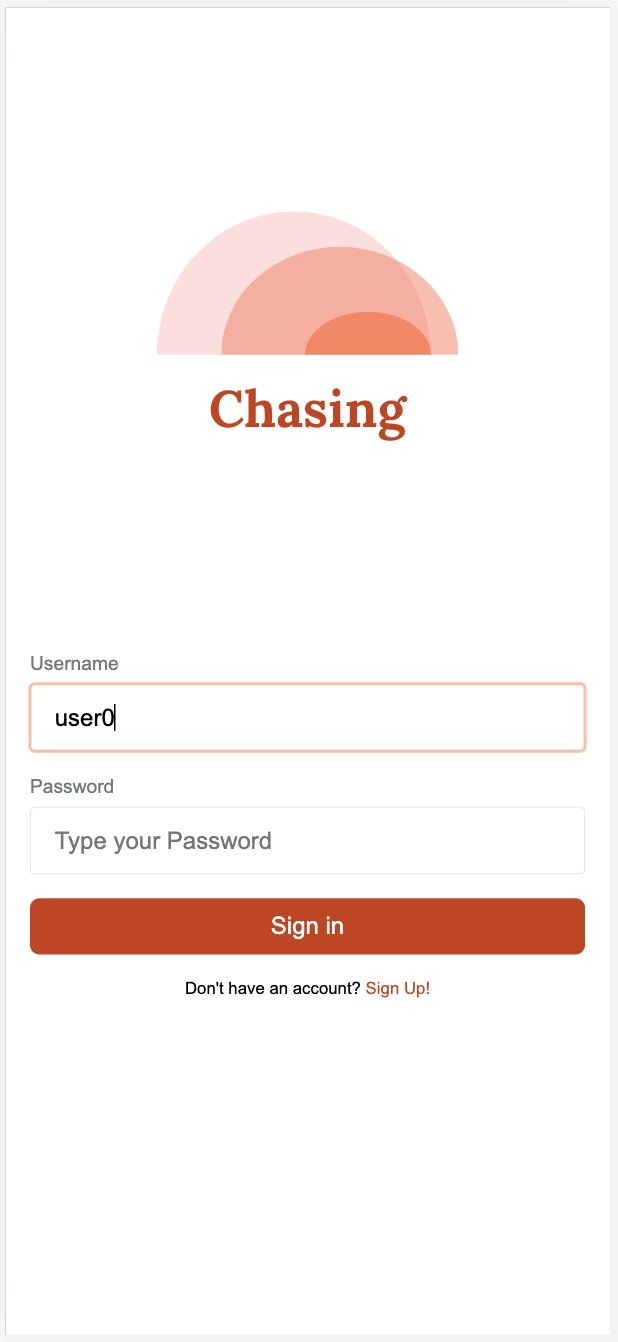 Chasing
Username
user0
Password
Type your Password
Sign in
Don't have an account? Sign Up!